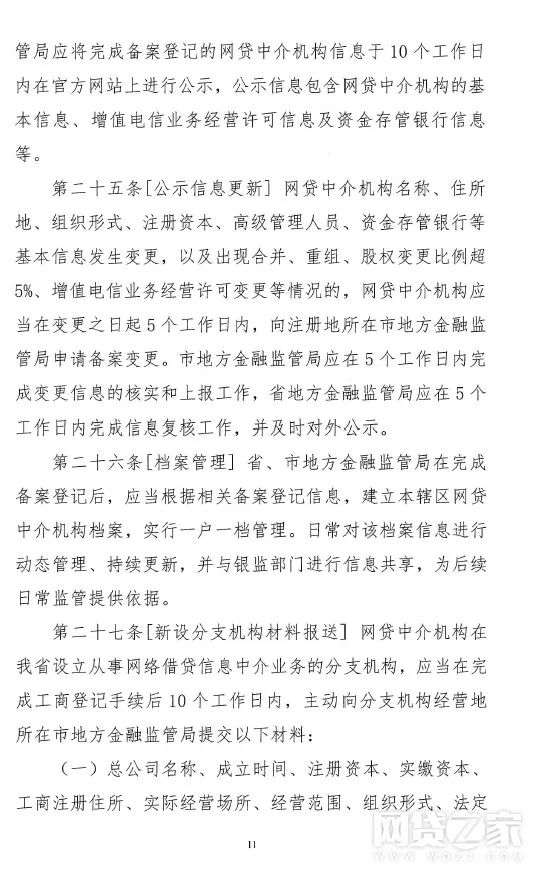 管局应将完成备案登记的网贷中介机构信息于 10 个工作日
内在官方网站上进行公示，公示信息包含网贷中介机构的基
本信息、增值电信业务经营许可信息及资金存管银行信息
等。
第二十五条[公示信息更新] 网贷中介机构名称、住所
地、组织形式、注册资本、高级管理人员、资金存管银行等
基本信息发生变更，以及出现合并、重组、股权变更比例超
5%、增值电信业务经营许可变更等情况的，网贷中介机构应
当在变更之日起 5 个工作日内，向注册地所在市地方金融监
管局申请备案变更。市地方金融监管局应在 5 个工作日内完
成变更信息的核实和上报工作，省地方金融监管局应在 5 个
工作日内完成信息复核工作，并及时对外公示。
第二十六条[档案管理] 省、市地方金融监管局在完成
备案登记后，应当根据相关备案登记信息，建立本辖区网贷
中介机构档案，实行一户一档管理。日常对该档案信息进行
动态管理、持续更新，并与银监部门进行信息共享，为后续
日常监管提供依据。
第二十七条[新设分支机构材料报送] 网贷中介机构在
我省设立从事网络借贷信息中介业务的分支机构，应当在完
成工商登记手续后 10 个工作日内，主动向分支机构经营地
所在市地方金融监管局提交以下材料：
（一）总公司名称、成立时间、注册资本、实缴资本、
工商注册住所、实际经营场所、经营范围、组织形式、法定
11
网贷之家
WWW.WDZJ.COM